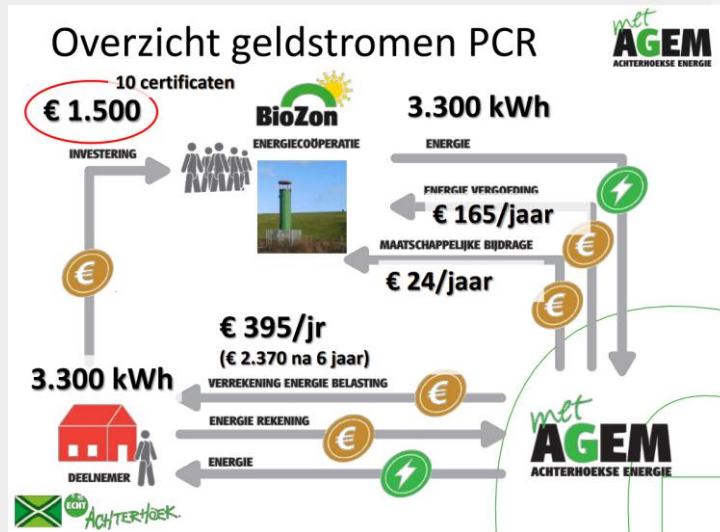 Overzicht geldstromen PCR
met
AGEM
ACHTERHOEKSE ENERGIE
10 certificaten
€ 1.500
INVESTERING
BioZon
ENERGIECOÖPERATIE
3.300 kWh
ENERGIE
ENERGIE VERGOEDING
€ 165/jaar
€
MAATSCHAPPELIJKE BIJDRAGE
€ 24/jaar
€
€
€ 395/jr
(€ 2.370 na 6 jaar)
3.300 kWh
VERREKENING ENERGIE BELASTING
€
ENERGIE REKENING
€
ENERGIE
DEELNEMER
met
AGEM
ACHTERHOEKSE ENERGIE
ECHT
ACHTERHOEK.